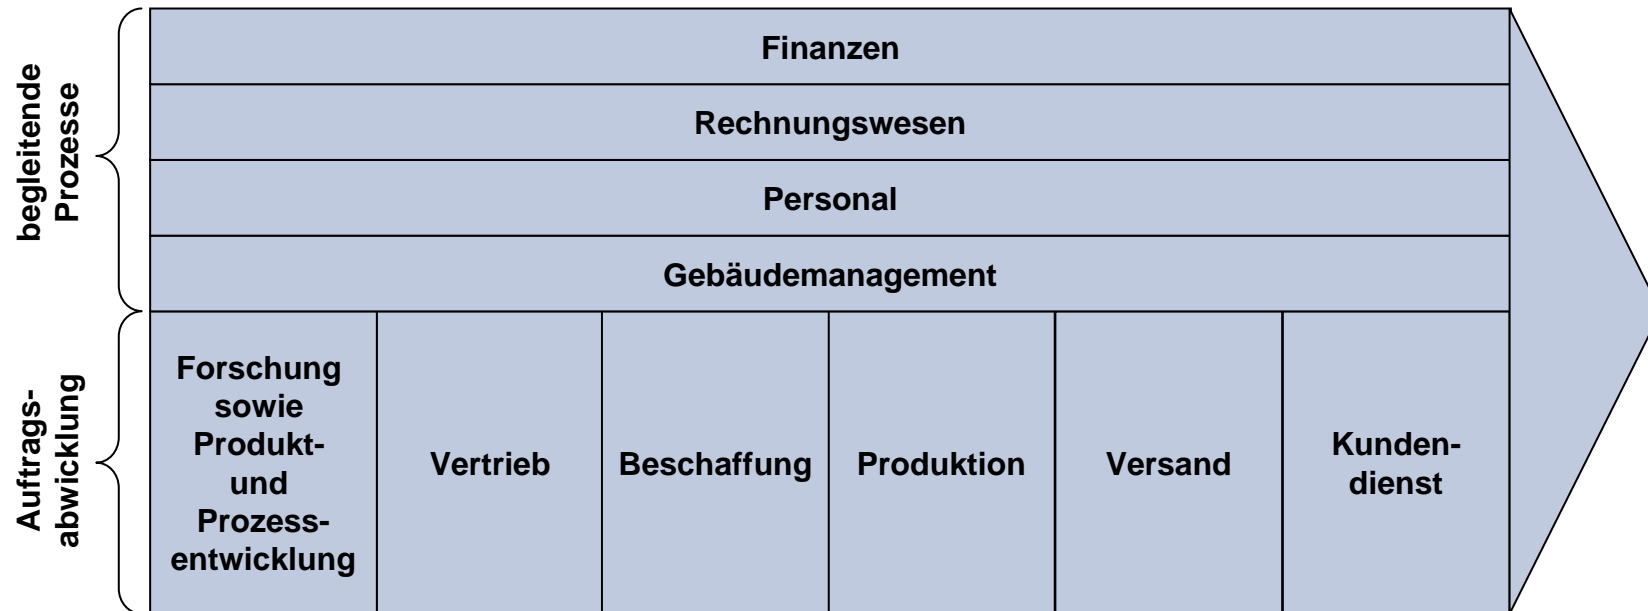 begleitende
Prozesse
Finanzen
Rechnungswesen
Personal
Gebäudemanagement
Auftrags-
abwicklung
Forschung
sowie
Produkt-
und
Prozess-
entwicklung
Vertrieb
Beschaffung
Produktion
Versand
Kunden-
dienst